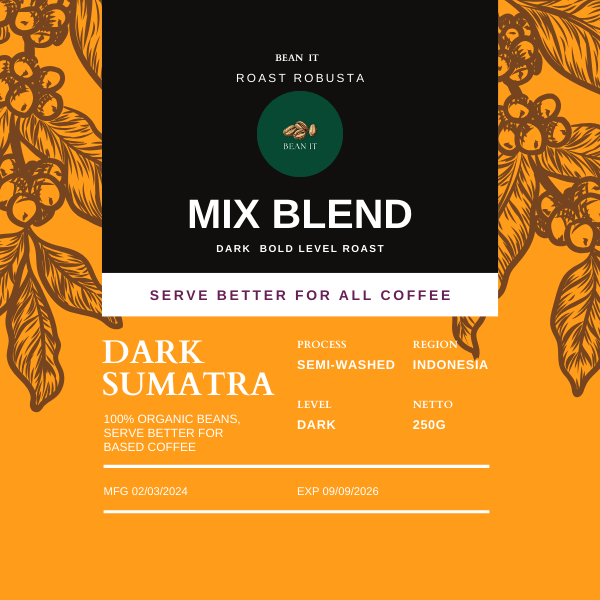 BEAN IT
ROAST ROBUSTA
BEAN IT
MIX BLEND
DARK BOLD LEVEL ROAST
SERVE BETTER FOR ALL COFFEE
DARK
SUMATRA
100% ORGANIC BEANS,
SERVE BETTER FOR
BASED COFFEE
PROCESS
SEMI-WASHED
REGION
INDONESIA
LEVEL
DARK
NETTO
250G
MFG 02/03/2024
EXP 09/09/2026